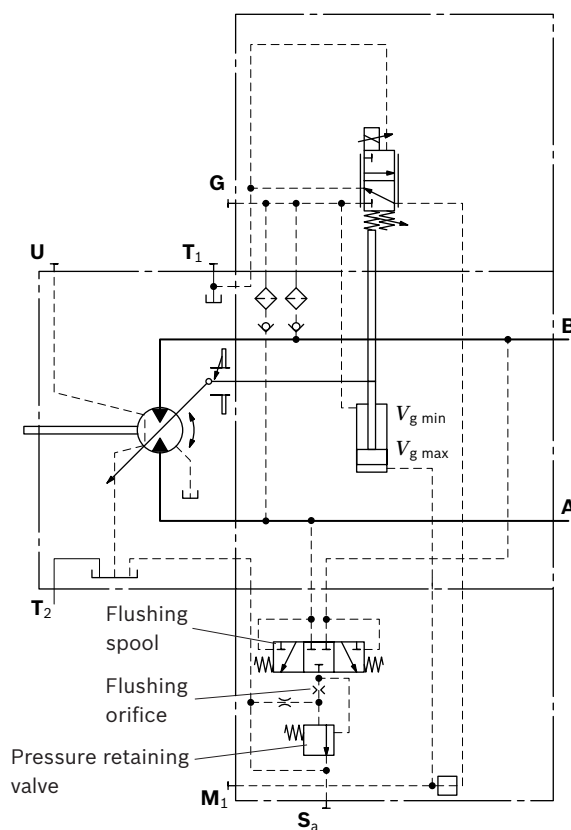 G
U
T1
B
Vg min
Vg max
A
T2
Flushing
spool
Flushing
orifice
Pressure retaining
valve
M1
Sa